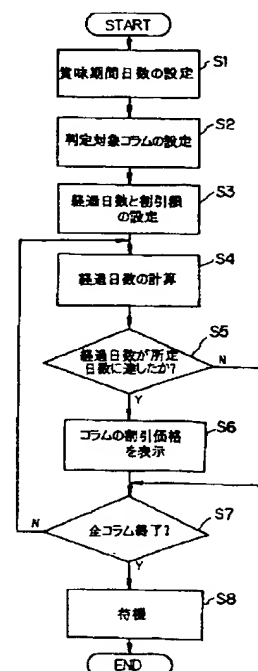 START
賞味期間日数の設定
S1
判定対象コラムの設定
S2
経過日数と割引額
の設定
S3
経過日数の計算
S4
経過日数が所定
日数に達したか?
S5
N
Y
コラムの割引価格
を表示
S6
全コラム終了?
S7
N
Y
待機
S8
END